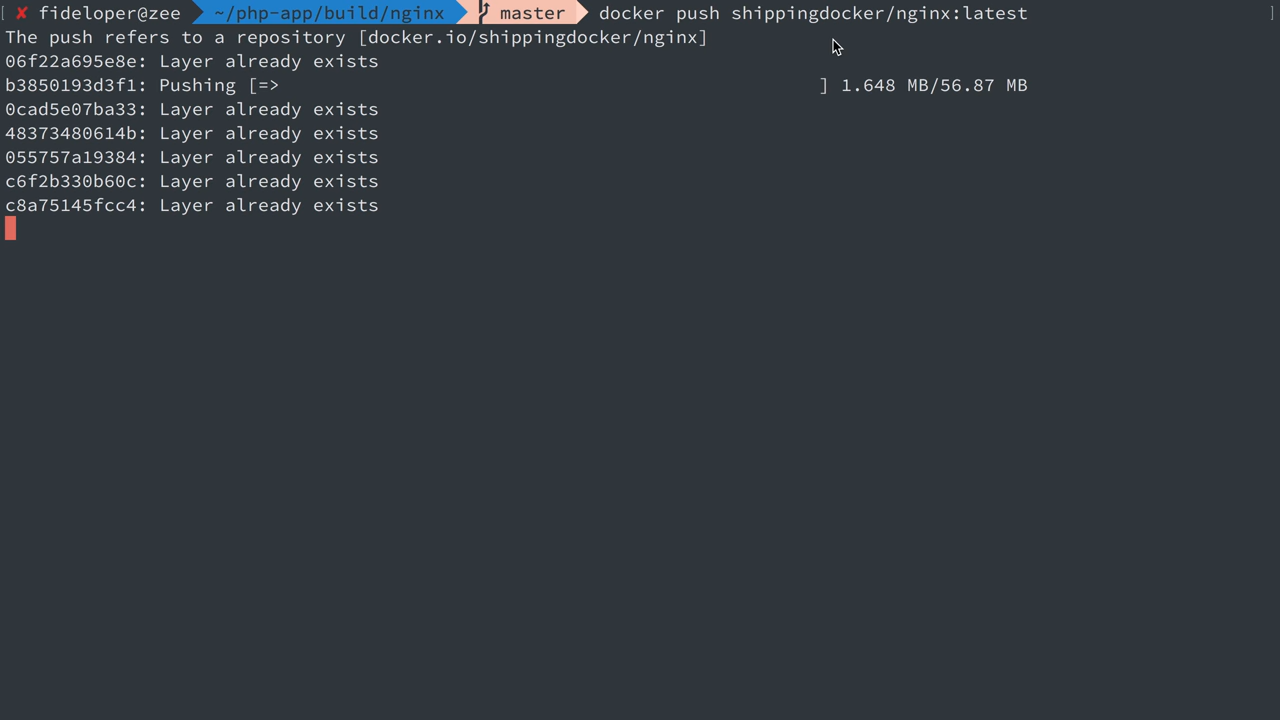 [ ✘ fideloper@zee ~/php-app/build/nginx master docker push shippingdocker/nginx:latest ]
The push refers to a repository [docker.io/shippingdocker/nginx]
06f22a695e8e: Layer already exists
b3850193d3f1: Pushing [=> ] 1.648 MB/56.87 MB
0cad5e07ba33: Layer already exists
48373480614b: Layer already exists
055757a19384: Layer already exists
c6f2b330b60c: Layer already exists
c8a75145fcc4: Layer already exists